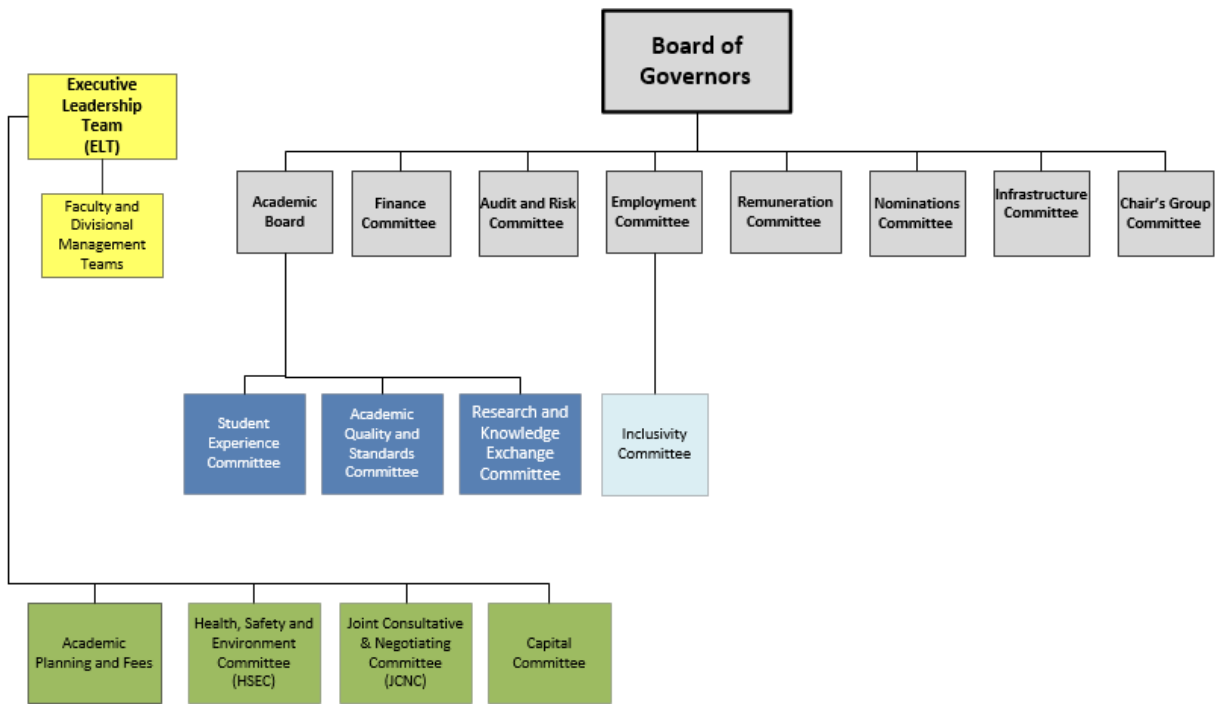 Board of
Governors
Executive
Leadership
Team
(ELT)
Faculty and
Divisional
Management
Teams
Academic
Board
Finance
Committee
Audit and Risk
Committee
Employment
Committee
Remuneration
Committee
Nominations
Committee
Infrastructure
Committee
Chair's Group
Committee
Student
Experience
Committee
Academic
Quality and
Standards
Committee
Research and
Knowledge
Exchange
Committee
Inclusivity
Committee
Academic
Planning and Fees
Health, Safety and
Environment
Committee
(HSEC)
Joint Consultative
& Negotiating
Committee
(JCNC)
Capital
Committee